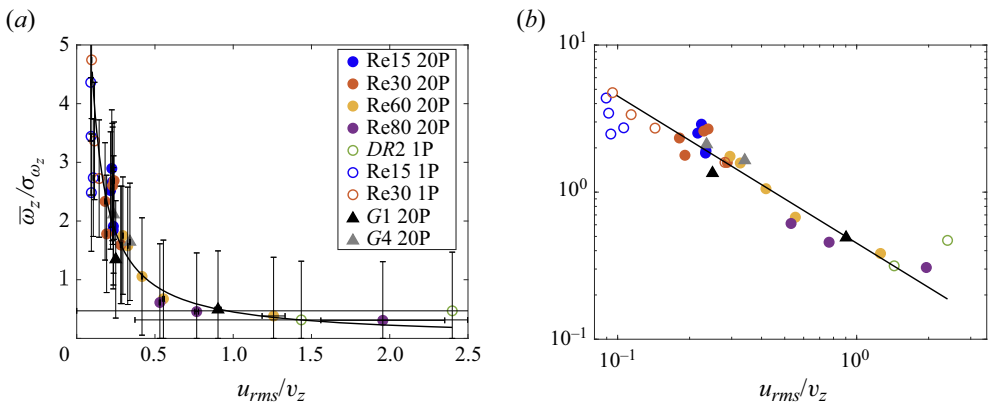 (a)
(b)
5
4
3
2
1
0
0.5
1.0
1.5
2.0
2.5
ω̄z/σωz
urms/vz
Re15 20P
Re30 20P
Re60 20P
Re80 20P
DR2 1P
Re15 1P
Re30 1P
G1 20P
G4 20P
10^1
10^0
10^−1
10^−1
10^0
urms/vz